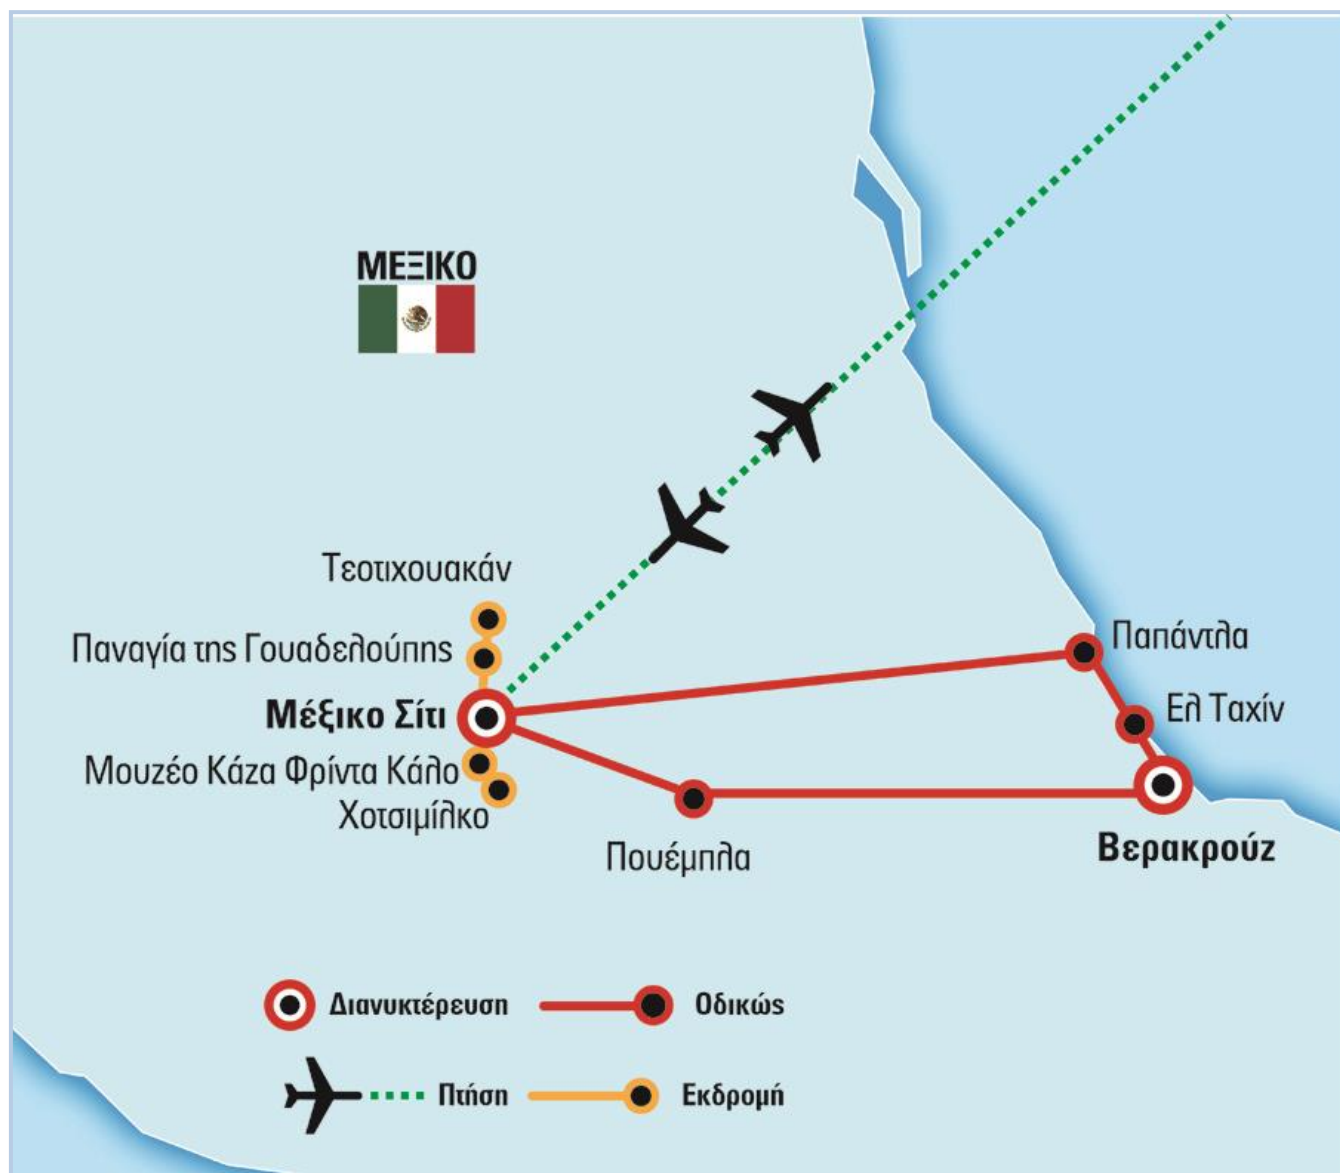 ΜΕΞΙΚΟ
Τεοτιχουακάν
Παναγία της Γουαδελούπης
Μέξικο Σίτι
Μουζέο Κάζα Φρίντα Κάλο
Χοτσιμίλκο
Παπάντλα
Ελ Ταχίν
Βερακρούζ
Πουέμπλα
Διανυκτέρευση
Οδικώς
Πτήση
Εκδρομή